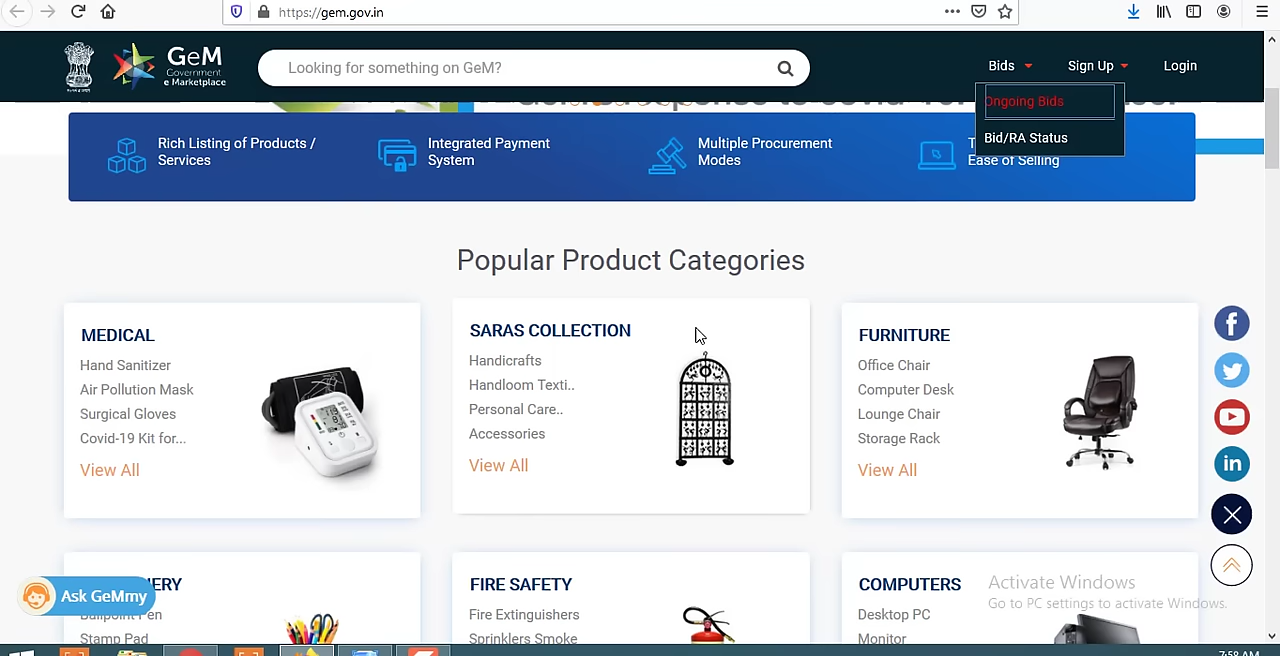 https://gem.gov.in
GeM
Government
e Marketplace
Looking for something on GeM?
Bids
Sign Up
Login
Ongoing Bids
Bid/RA Status
Rich Listing of Products /
Services
Integrated Payment
System
Multiple Procurement
Modes
Ease of Selling
Popular Product Categories
MEDICAL
Hand Sanitizer
Air Pollution Mask
Surgical Gloves
Covid-19 Kit for...
View All
SARAS COLLECTION
Handicrafts
Handloom Texti..
Personal Care..
Accessories
View All
FURNITURE
Office Chair
Computer Desk
Lounge Chair
Storage Rack
View All
Ask GeMmy
Ballpoint Pen
Stamp Pad
FIRE SAFETY
Fire Extinguishers
Sprinklers Smoke
COMPUTERS
Desktop PC
Monitor
Activate Windows
Go to PC settings to activate Windows.
7:58 AM